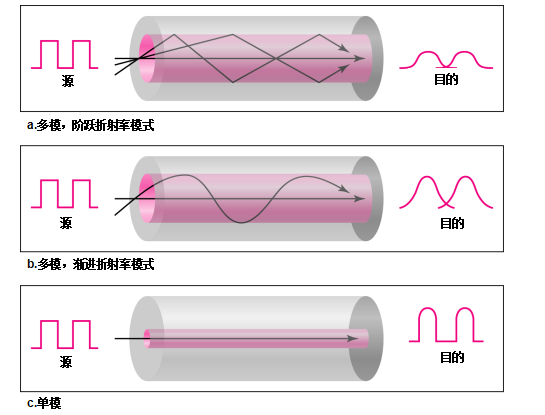 源
目的
a.多模，阶跃折射率模式
源
目的
b.多模，渐进折射率模式
源
目的
c.单模